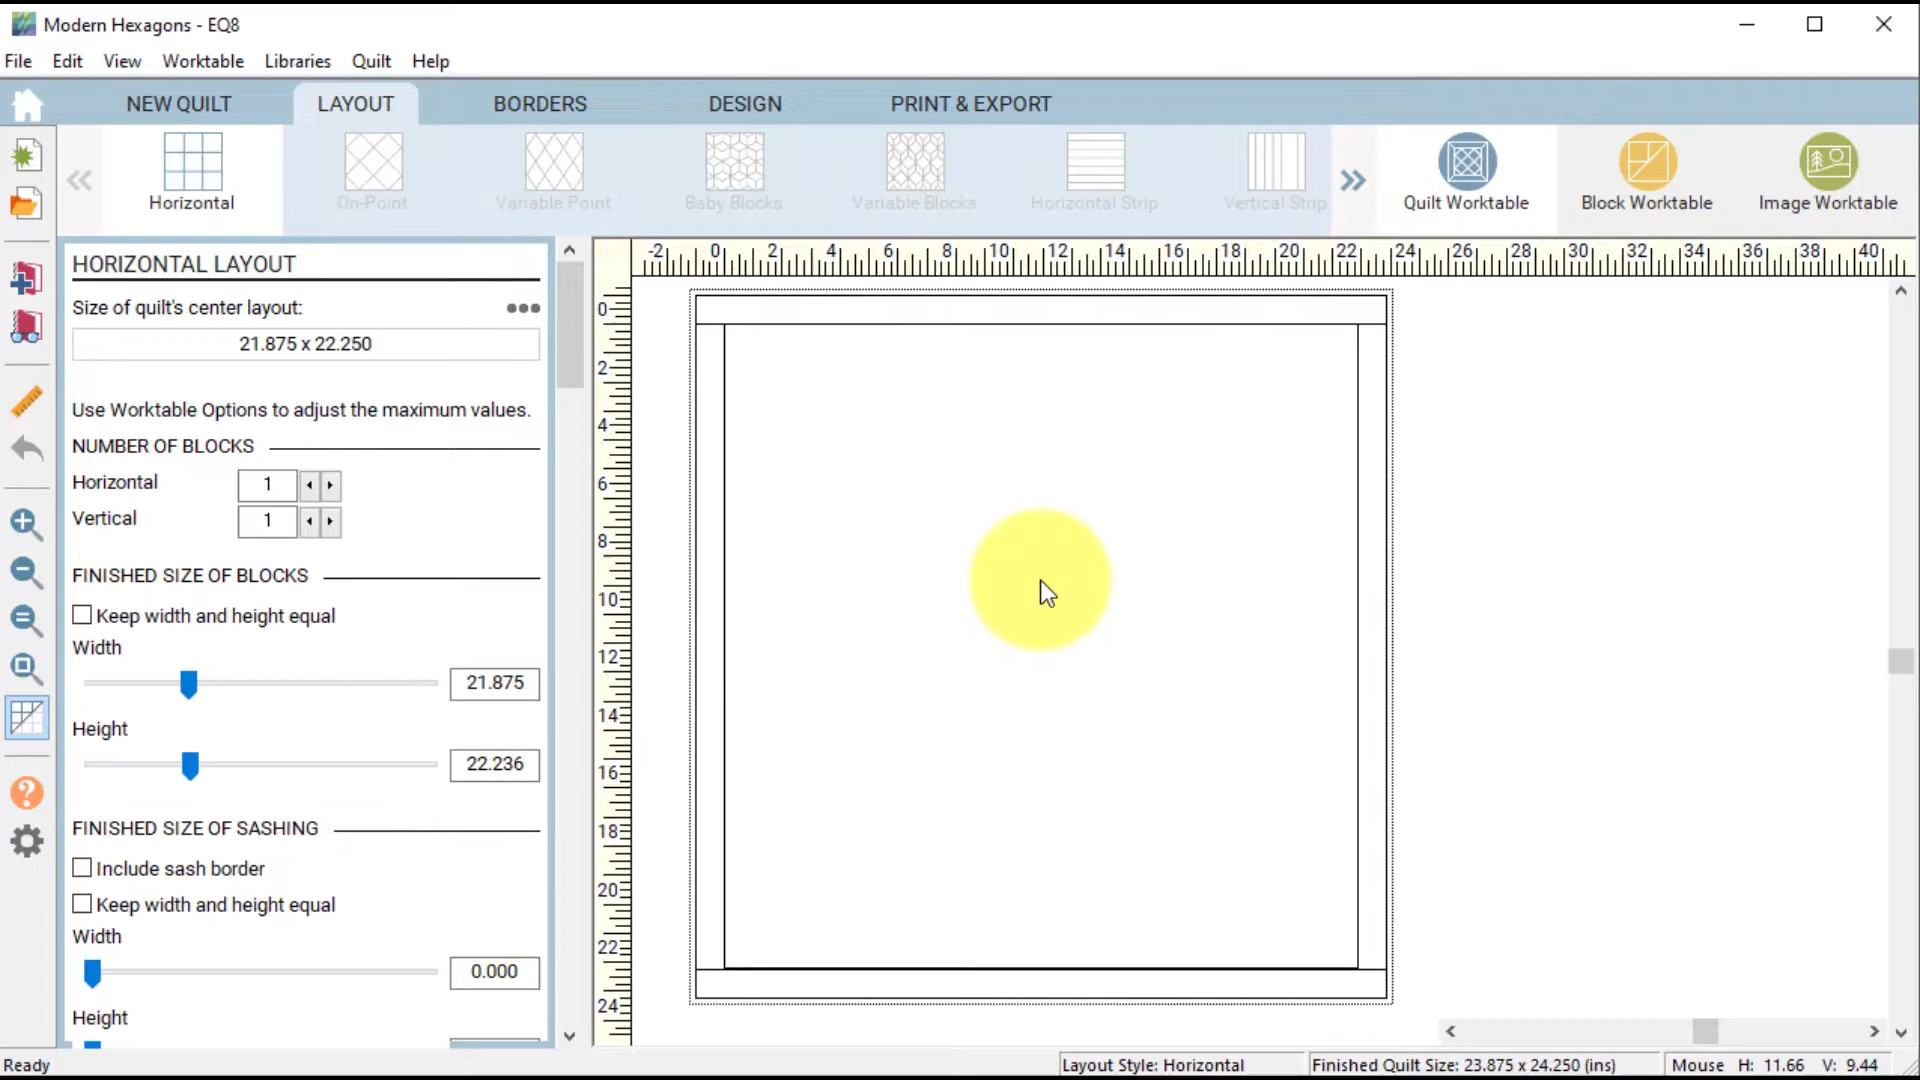 Modern Hexagons - EQ8
File Edit View Worktable Libraries Quilt Help
NEW QUILT LAYOUT BORDERS DESIGN PRINT & EXPORT
Horizontal On-Point Variable Point Baby Blocks Variable Blocks Horizontal Strip Vertical Strip Quilt Worktable Block Worktable Image Worktable
HORIZONTAL LAYOUT
Size of quilt's center layout:
21.875 x 22.250
Use Worktable Options to adjust the maximum values.
NUMBER OF BLOCKS
Horizontal 1
Vertical 1
FINISHED SIZE OF BLOCKS
Keep width and height equal
Width
21.875
Height
22.236
FINISHED SIZE OF SASHING
Include sash border
Keep width and height equal
Width
0.000
Height
-2 0 2 4 6 8 10 12 14 16 18 20 22 24 26 28 30 32 34 36 38 40
0
2
4
6
8
10
12
14
16
18
20
22
24
Ready Layout Style: Horizontal Finished Quilt Size: 23.875 x 24.250 (ins) Mouse H: 11.66 V: 9.44